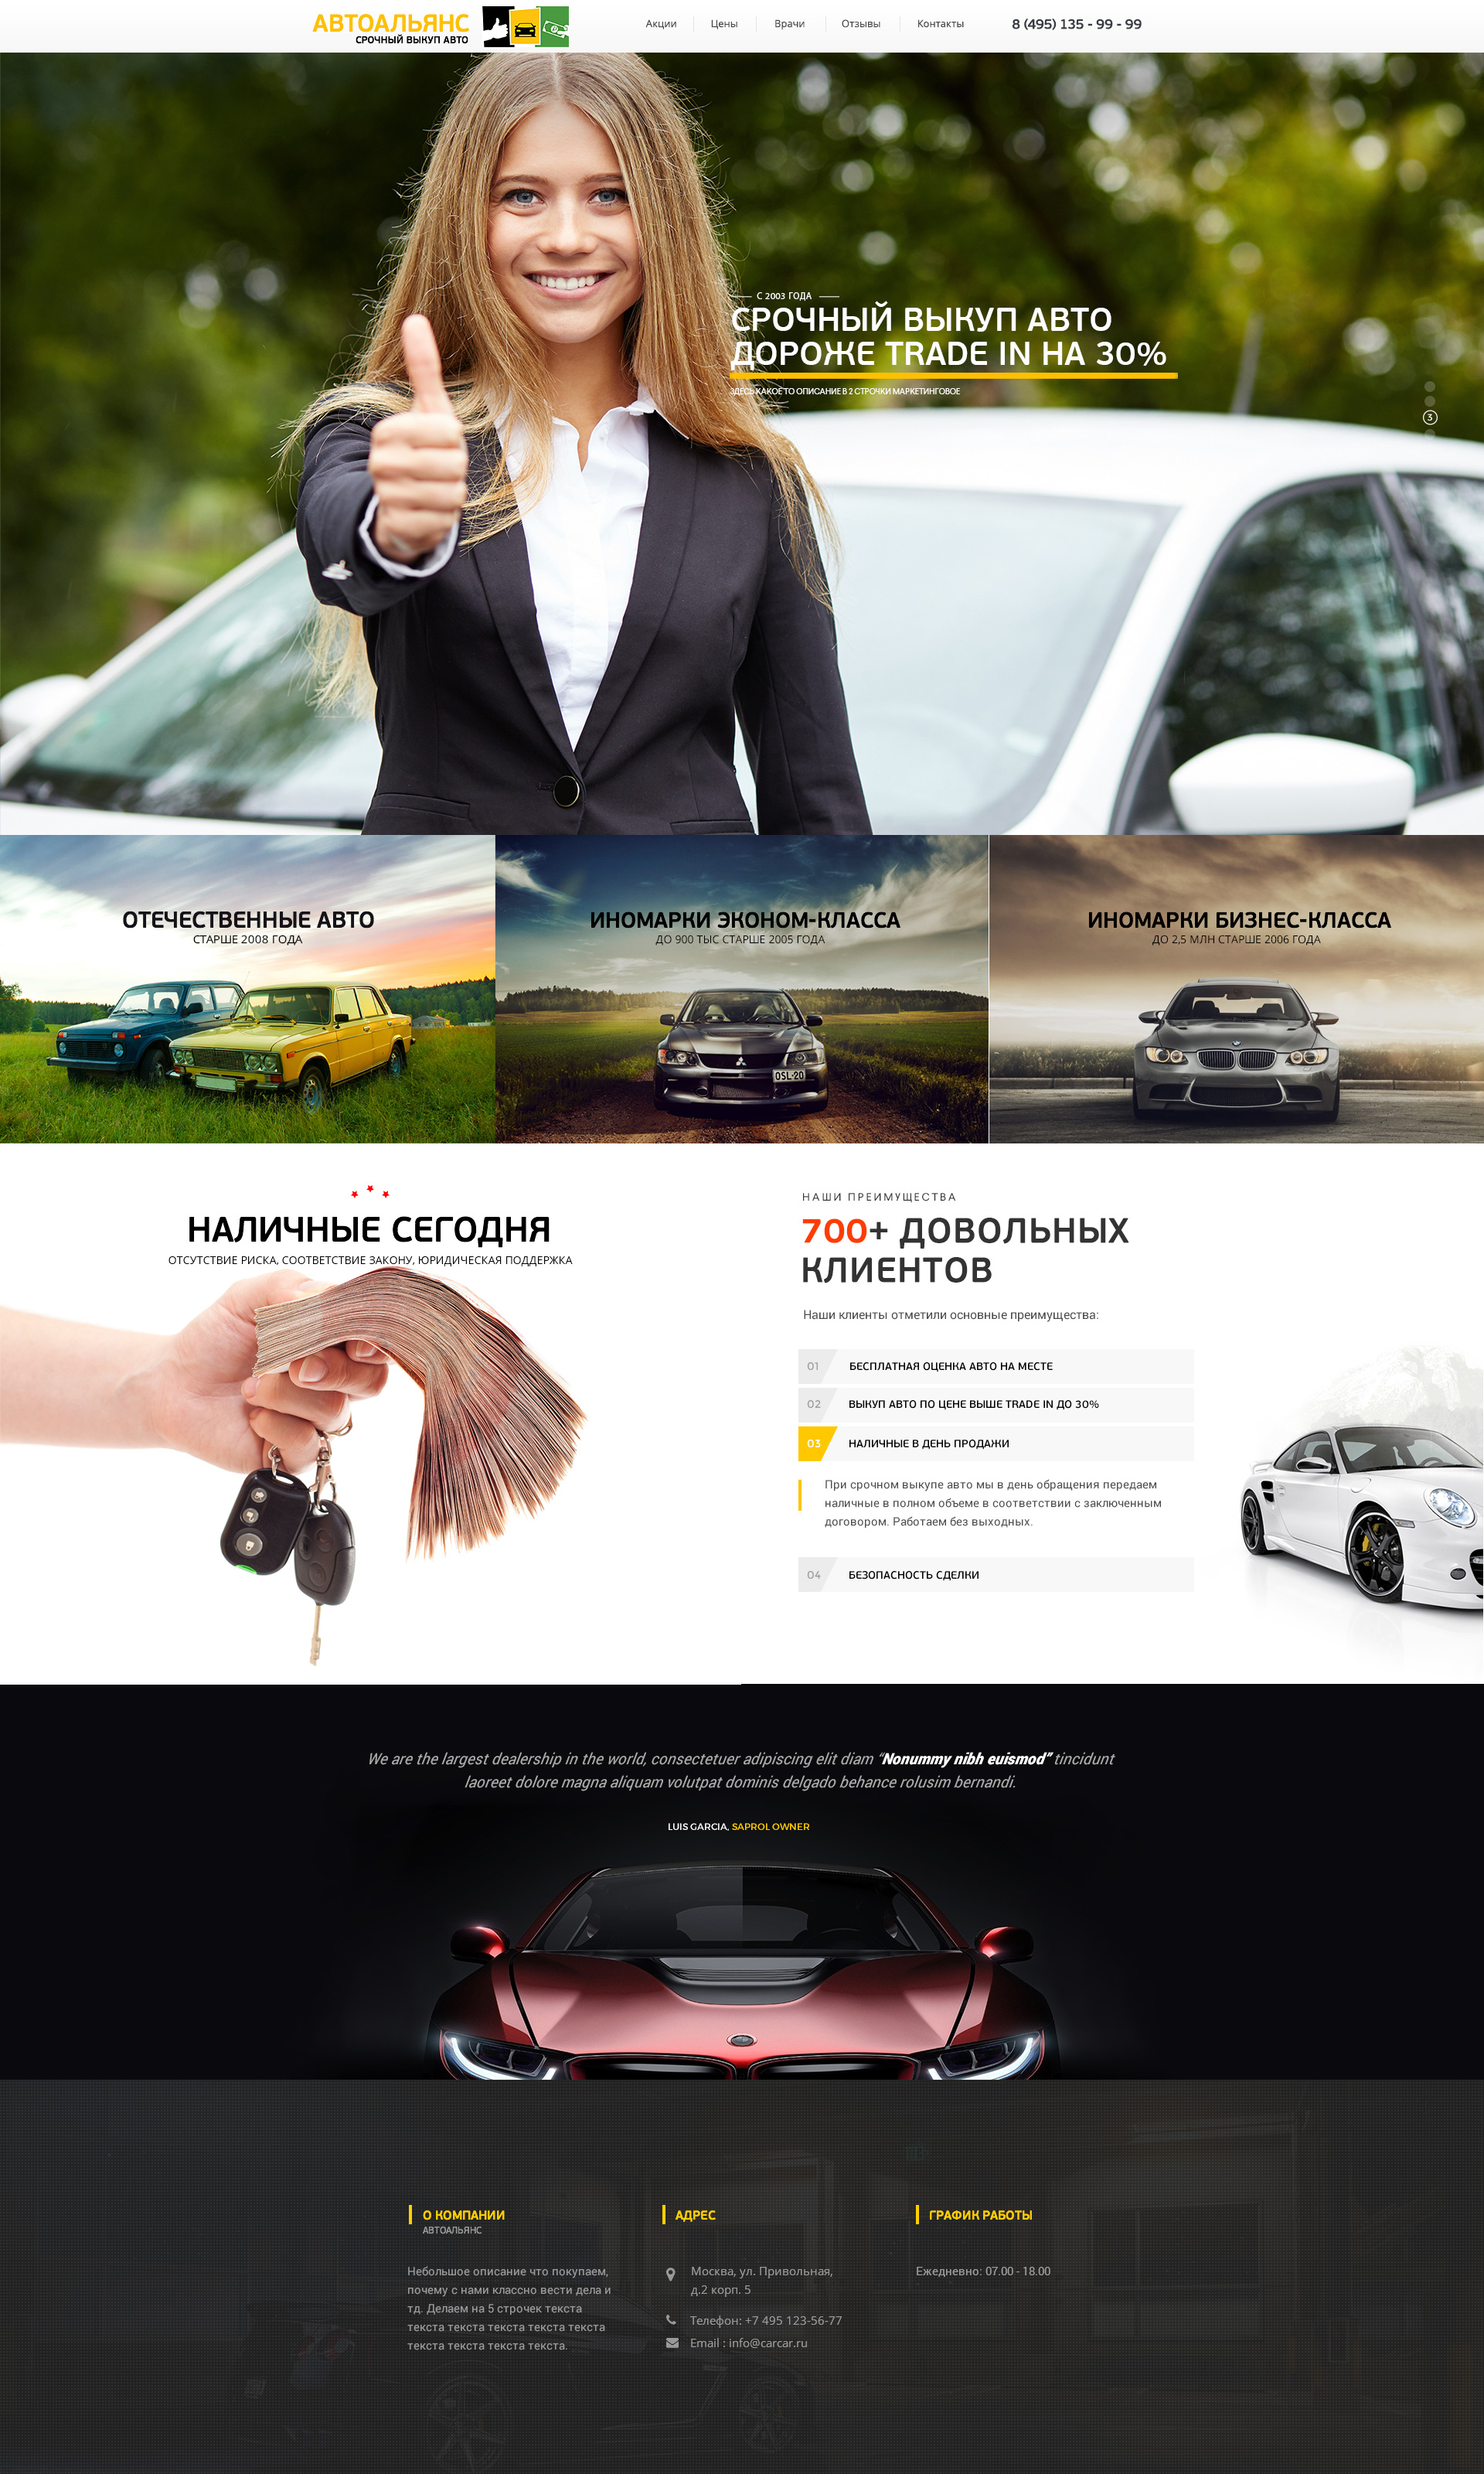 АВТОАЛЬЯНС
СРОЧНЫЙ ВЫКУП АВТО
Акции
Цены
Врачи
Отзывы
Контакты
8 (495) 135 - 99 - 99
С 2003 ГОДА
СРОЧНЫЙ ВЫКУП АВТО
ДОРОЖЕ TRADE IN НА 30%
ЗДЕСЬ КАКОЕ ТО ОПИСАНИЕ В 2 СТРОЧКИ МАРКЕТИНГОВОЕ
3
ОТЕЧЕСТВЕННЫЕ АВТО
СТАРШЕ 2008 ГОДА
ИНОМАРКИ ЭКОНОМ-КЛАССА
ДО 900 ТЫС СТАРШЕ 2005 ГОДА
OSL-20
ИНОМАРКИ БИЗНЕС-КЛАССА
ДО 2,5 МЛН СТАРШЕ 2006 ГОДА
НАЛИЧНЫЕ СЕГОДНЯ
ОТСУТСТВИЕ РИСКА, СООТВЕТСТВИЕ ЗАКОНУ, ЮРИДИЧЕСКАЯ ПОДДЕРЖКА
НАШИ ПРЕИМУЩЕСТВА
700+ ДОВОЛЬНЫХ
КЛИЕНТОВ
Наши клиенты отметили основные преимущества:
01 БЕСПЛАТНАЯ ОЦЕНКА АВТО НА МЕСТЕ
02 ВЫКУП АВТО ПО ЦЕНЕ ВЫШЕ TRADE IN ДО 30%
03 НАЛИЧНЫЕ В ДЕНЬ ПРОДАЖИ
При срочном выкупе авто мы в день обращения передаем
наличные в полном объеме в соответствии с заключенным
договором. Работаем без выходных.
04 БЕЗОПАСНОСТЬ СДЕЛКИ
We are the largest dealership in the world, consectetuer adipiscing elit diam “Nonummy nibh euismod” tincidunt
laoreet dolore magna aliquam volutpat dominis delgado behance rolusim bernandi.
LUIS GARCIA, SAPROL OWNER
О КОМПАНИИ
АВТОАЛЬЯНС
Небольшое описание что покупаем,
почему с нами классно вести дела и
тд. Делаем на 5 строчек текста
текста текста текста текста текста
текста текста текста текста.
АДРЕС
Москва, ул. Привольная,
д.2 корп. 5
Телефон: +7 495 123-56-77
Email : info@carcar.ru
ГРАФИК РАБОТЫ
Ежедневно: 07.00 - 18.00